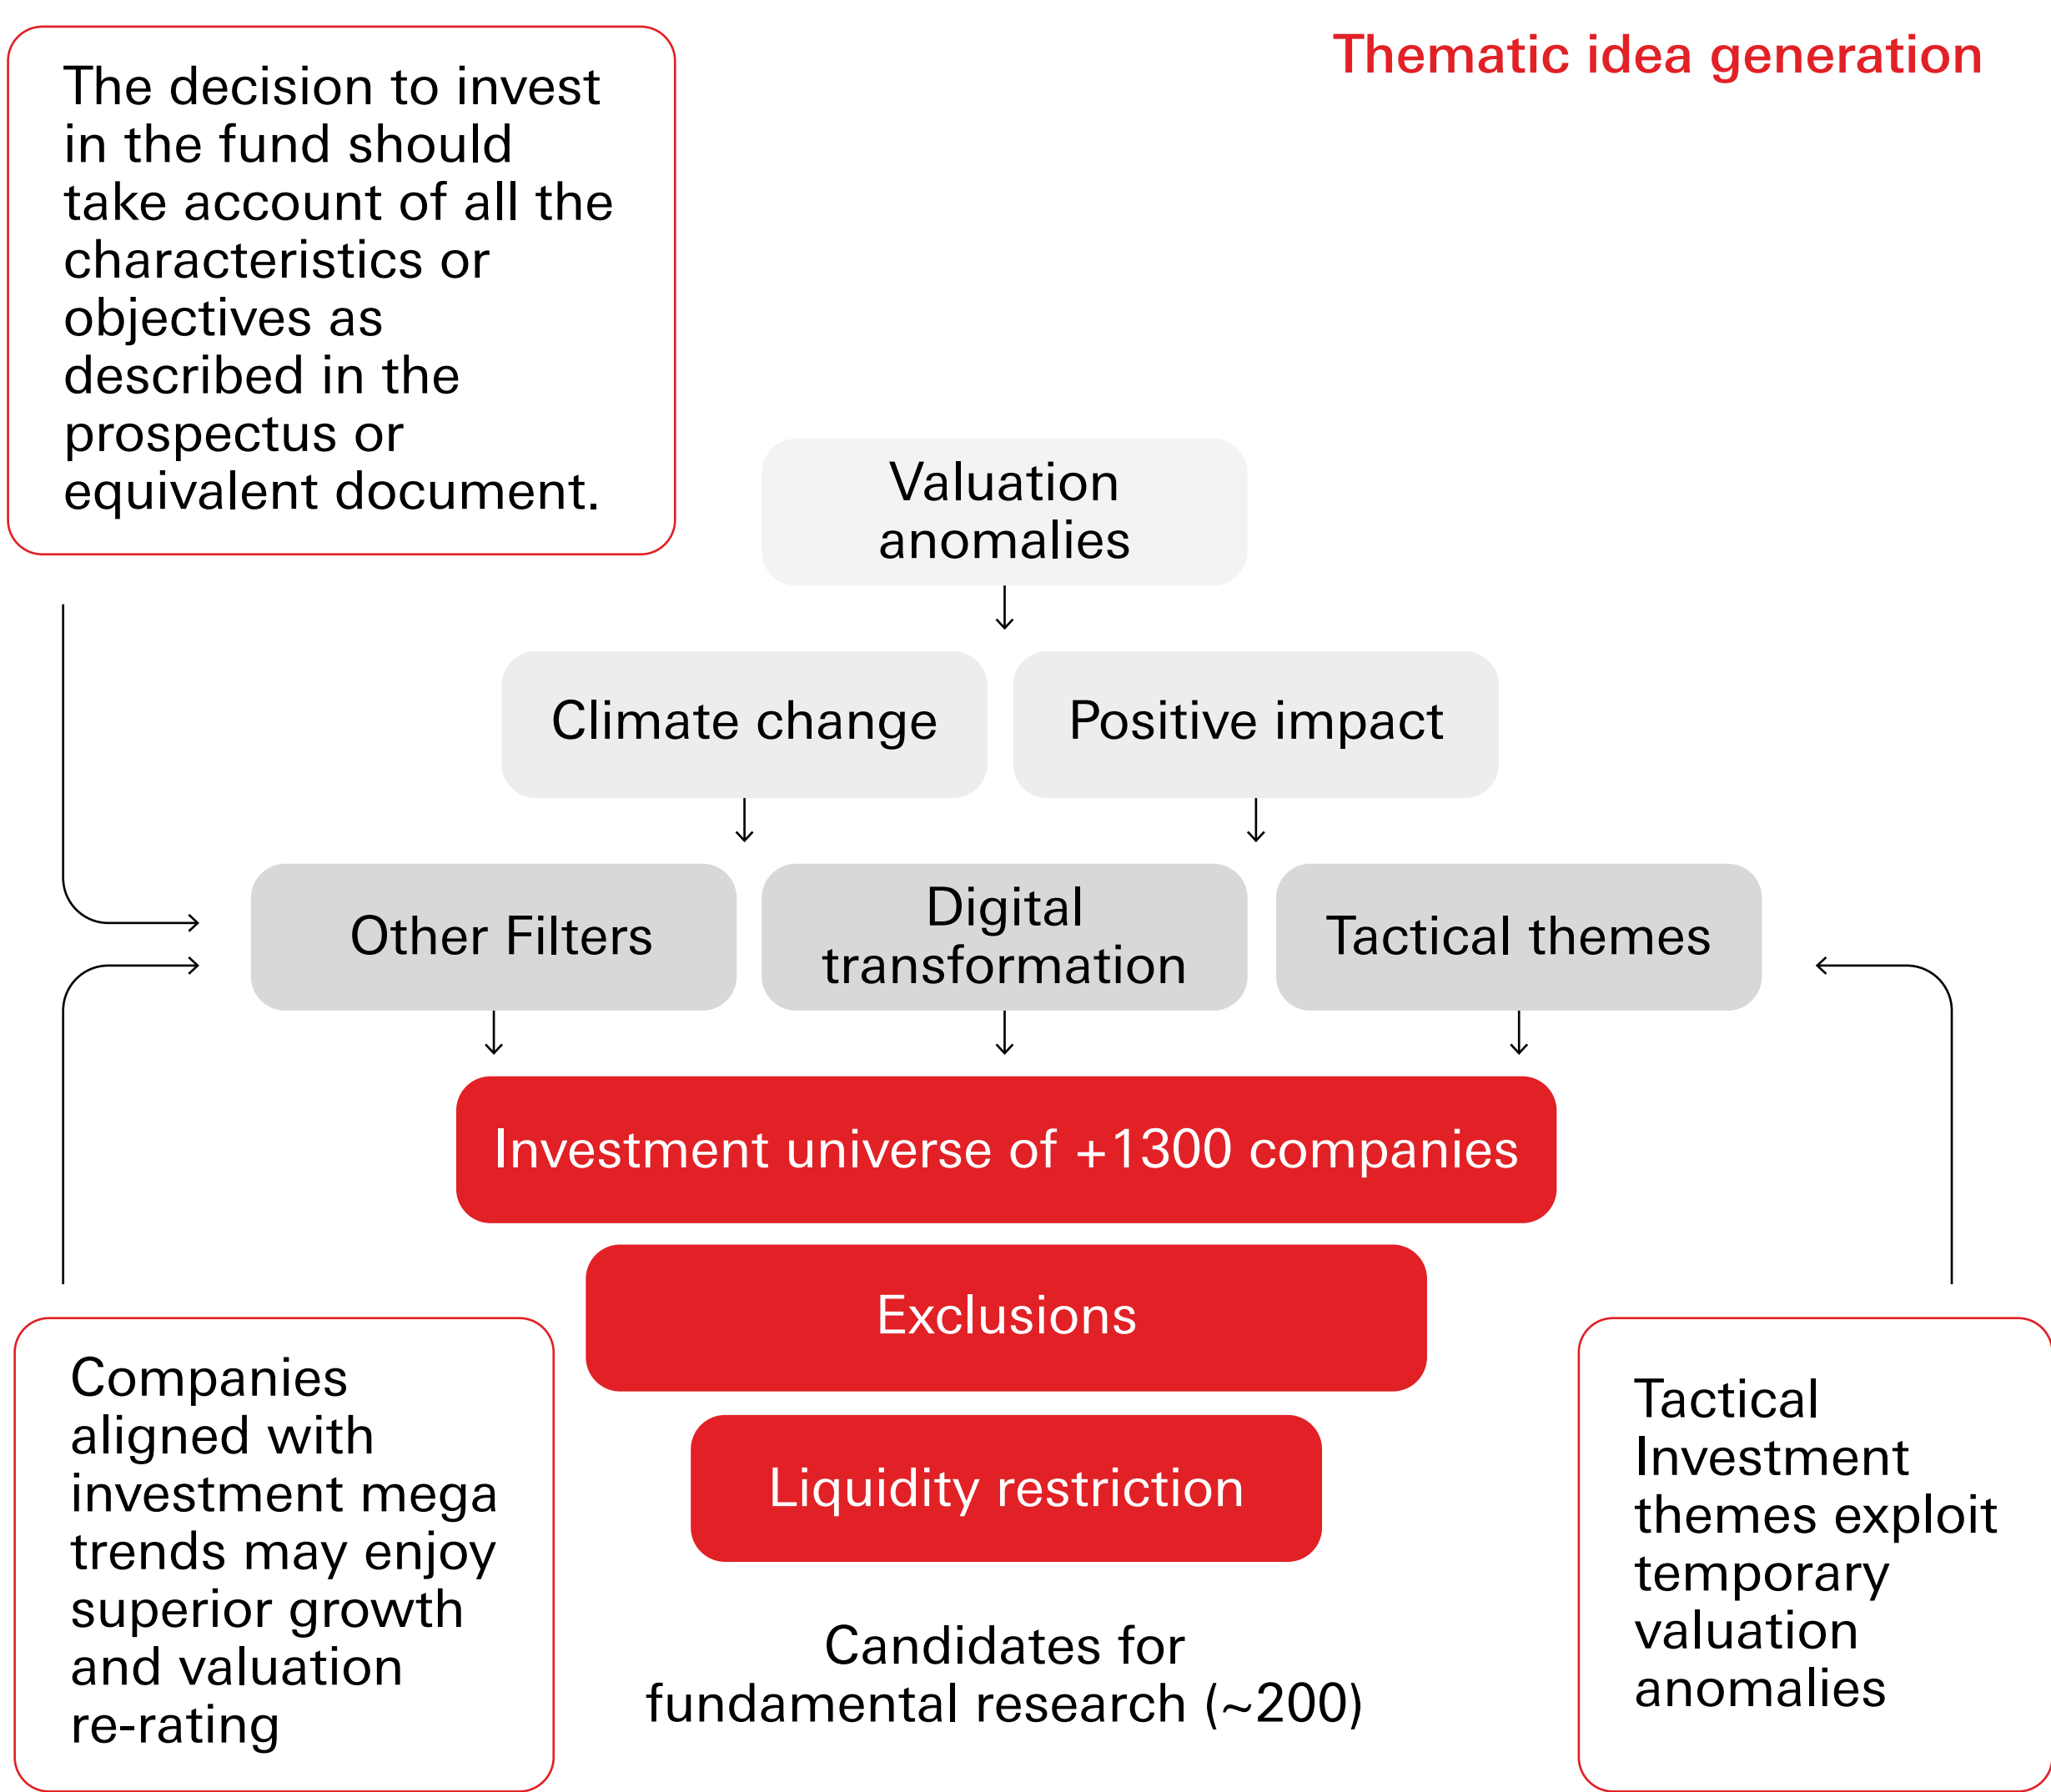 Thematic idea generation
The decision to invest
in the fund should
take account of all the
characteristics or
objectives as
described in the
prospectus or
equivalent document.
Valuation
anomalies
Climate change
Positive impact
Other Filters
Digital
transformation
Tactical themes
Investment universe of +1300 companies
Exclusions
Liquidity restriction
Candidates for
fundamental research (~200)
Companies
aligned with
investment mega
trends may enjoy
superior growth
and valuation
re-rating
Tactical
Investment
themes exploit
temporary
valuation
anomalies